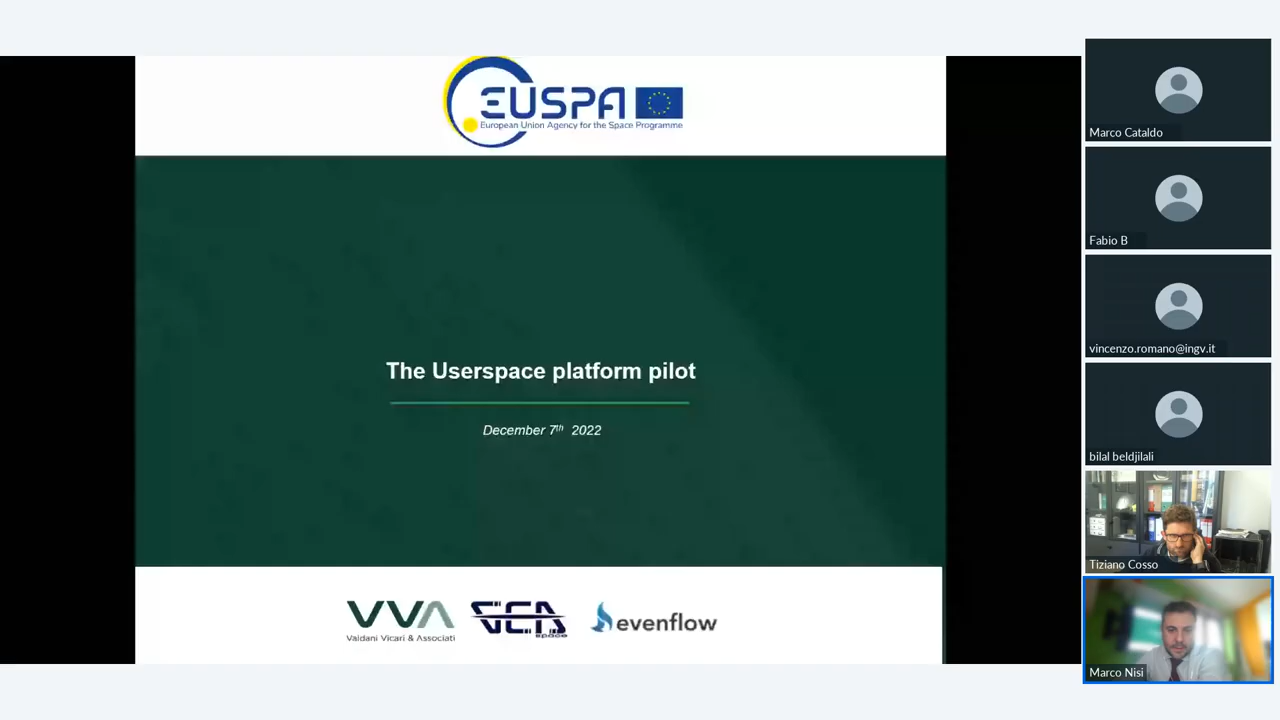 EUSPA
European Union Agency for the Space Programme
The Userspace platform pilot
December 7th 2022
VVA
Valdani Vicari & Associati
space
evenflow
Marco Cataldo
Fabio B
vincenzo.romano@ingv.it
bilal beldjilali
Tiziano Cosso
Marco Nisi